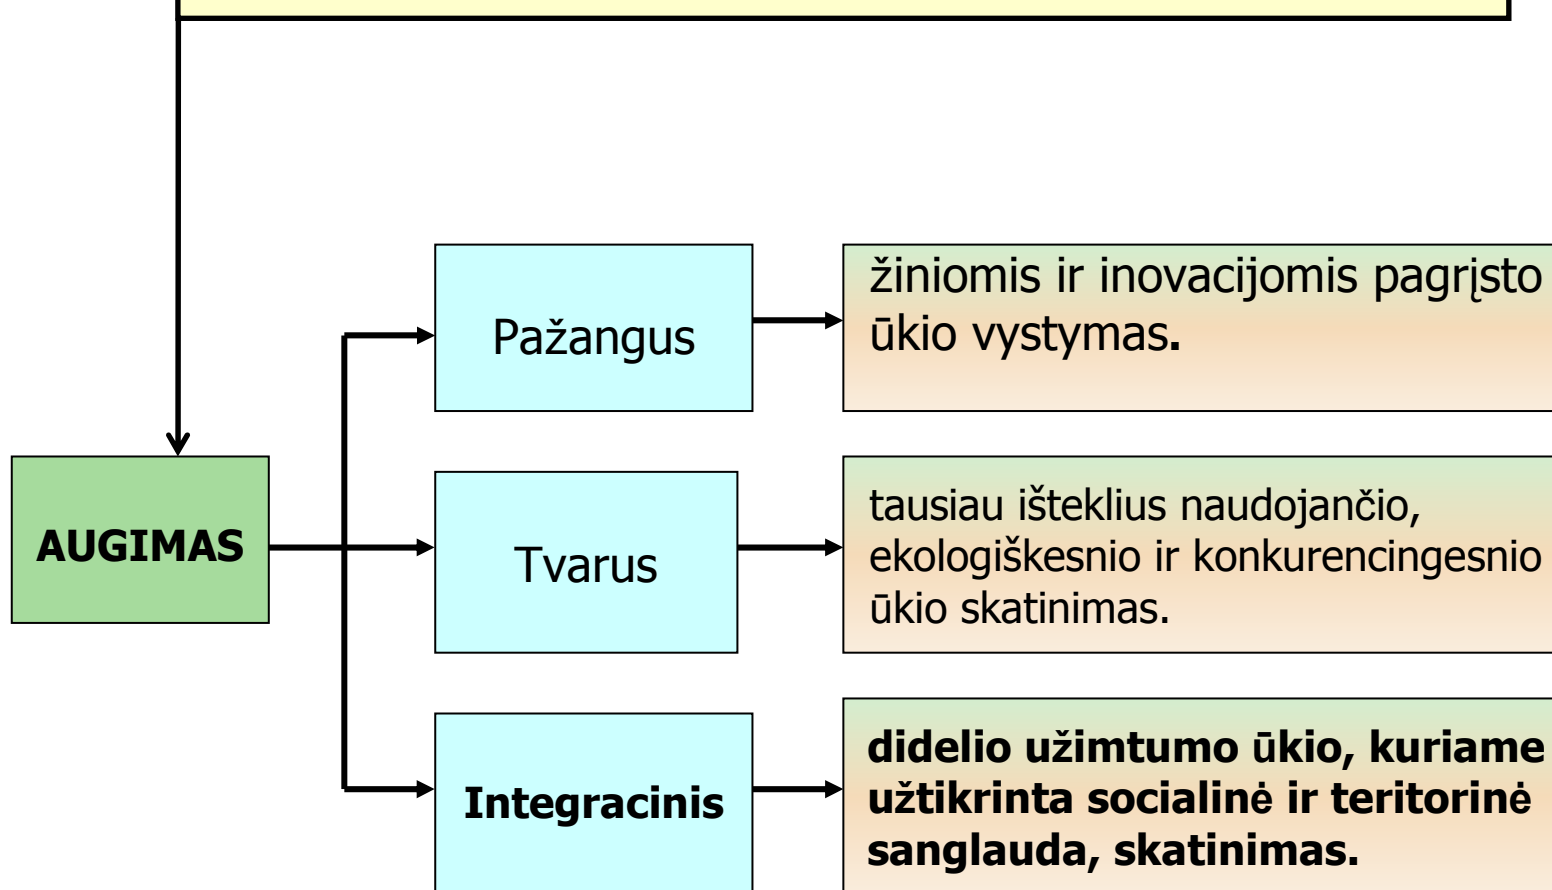 Pažangus
žiniomis ir inovacijomis pagrįsto
ūkio vystymas.
AUGIMAS
Tvarus
tausiau išteklius naudojančio,
ekologiškesnio ir konkurencingesnio
ūkio skatinimas.
Integracinis
didelio užimtumo ūkio, kuriame
užtikrinta socialinė ir teritorinė
sanglauda, skatinimas.